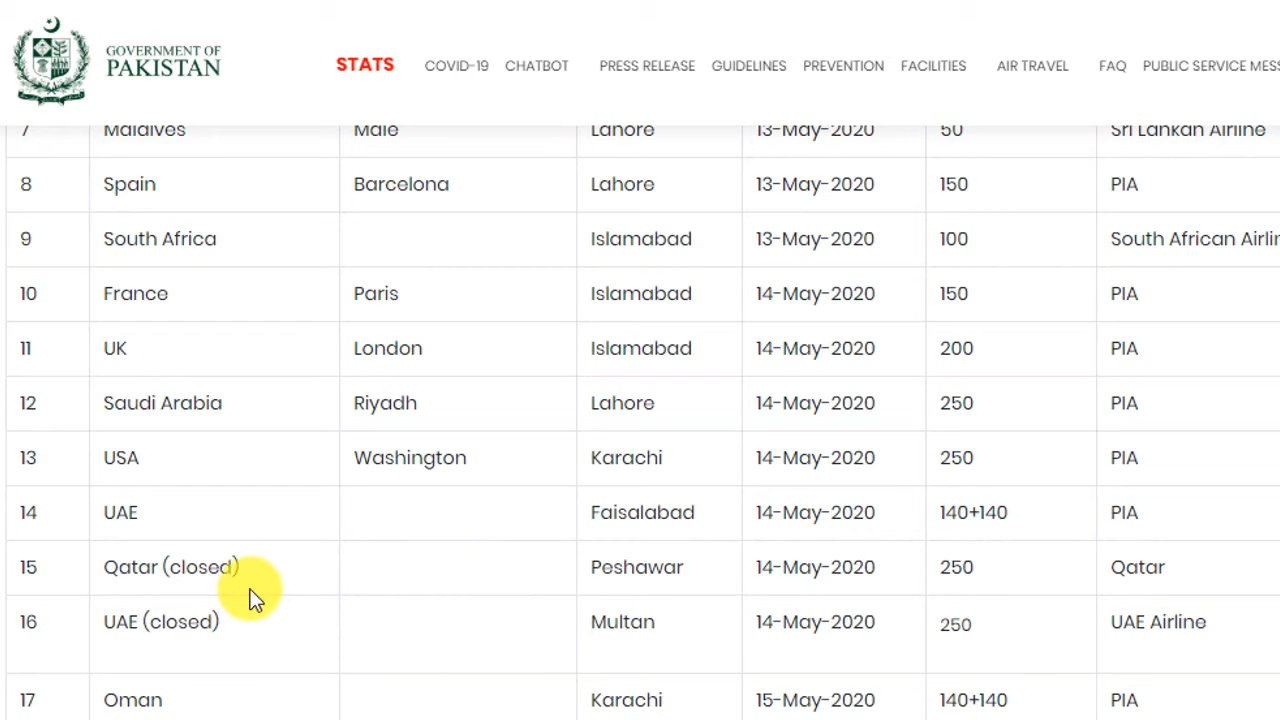 GOVERNMENT OF
PAKISTAN
STATS COVID-19 CHATBOT PRESS RELEASE GUIDELINES PREVENTION FACILITIES AIR TRAVEL FAQ PUBLIC SERVICE MESS
7 Maldives Male Lahore 13-May-2020 50 Sri Lankan Airline
8 Spain Barcelona Lahore 13-May-2020 150 PIA
9 South Africa Islamabad 13-May-2020 100 South African Airlin
10 France Paris Islamabad 14-May-2020 150 PIA
11 UK London Islamabad 14-May-2020 200 PIA
12 Saudi Arabia Riyadh Lahore 14-May-2020 250 PIA
13 USA Washington Karachi 14-May-2020 250 PIA
14 UAE Faisalabad 14-May-2020 140+140 PIA
15 Qatar (closed) Peshawar 14-May-2020 250 Qatar
16 UAE (closed) Multan 14-May-2020 250 UAE Airline
17 Oman Karachi 15-May-2020 140+140 PIA